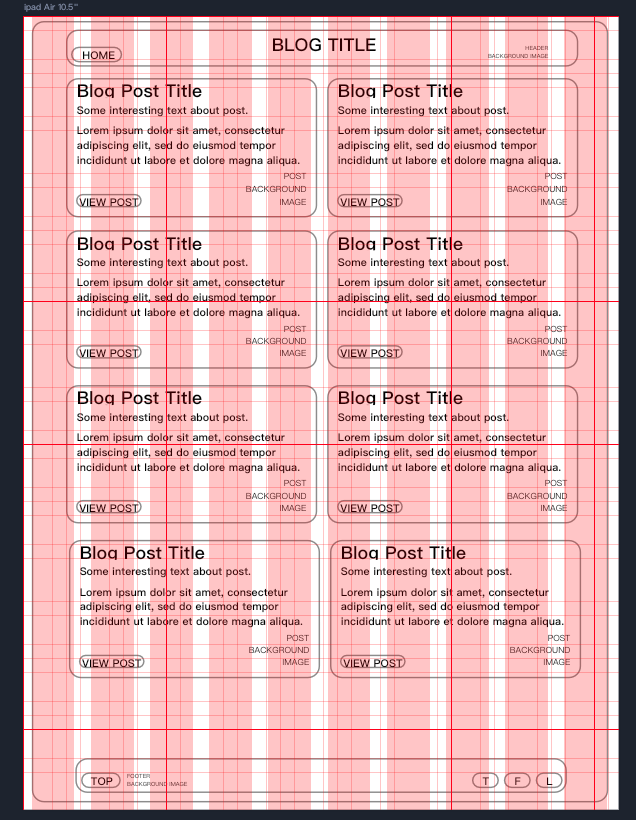 ipad Air 10.5"
BLOG TITLE
HOME
HEADER
BACKGROUND IMAGE
Blog Post Title
Some interesting text about post.
Lorem ipsum dolor sit amet, consectetur
adipiscing elit, sed do eiusmod tempor
incididunt ut labore et dolore magna aliqua.
POST
BACKGROUND
IMAGE
VIEW POST
Blog Post Title
Some interesting text about post.
Lorem ipsum dolor sit amet, consectetur
adipiscing elit, sed do eiusmod tempor
incididunt ut labore et dolore magna aliqua.
POST
BACKGROUND
IMAGE
VIEW POST
Blog Post Title
Some interesting text about post.
Lorem ipsum dolor sit amet, consectetur
adipiscing elit, sed do eiusmod tempor
incididunt ut labore et dolore magna aliqua.
POST
BACKGROUND
IMAGE
VIEW POST
Blog Post Title
Some interesting text about post.
Lorem ipsum dolor sit amet, consectetur
adipiscing elit, sed do eiusmod tempor
incididunt ut labore et dolore magna aliqua.
POST
BACKGROUND
IMAGE
VIEW POST
Blog Post Title
Some interesting text about post.
Lorem ipsum dolor sit amet, consectetur
adipiscing elit, sed do eiusmod tempor
incididunt ut labore et dolore magna aliqua.
POST
BACKGROUND
IMAGE
VIEW POST
Blog Post Title
Some interesting text about post.
Lorem ipsum dolor sit amet, consectetur
adipiscing elit, sed do eiusmod tempor
incididunt ut labore et dolore magna aliqua.
POST
BACKGROUND
IMAGE
VIEW POST
Blog Post Title
Some interesting text about post.
Lorem ipsum dolor sit amet, consectetur
adipiscing elit, sed do eiusmod tempor
incididunt ut labore et dolore magna aliqua.
POST
BACKGROUND
IMAGE
VIEW POST
Blog Post Title
Some interesting text about post.
Lorem ipsum dolor sit amet, consectetur
adipiscing elit, sed do eiusmod tempor
incididunt ut labore et dolore magna aliqua.
POST
BACKGROUND
IMAGE
VIEW POST
TOP
FOOTER
BACKGROUND IMAGE
T F L